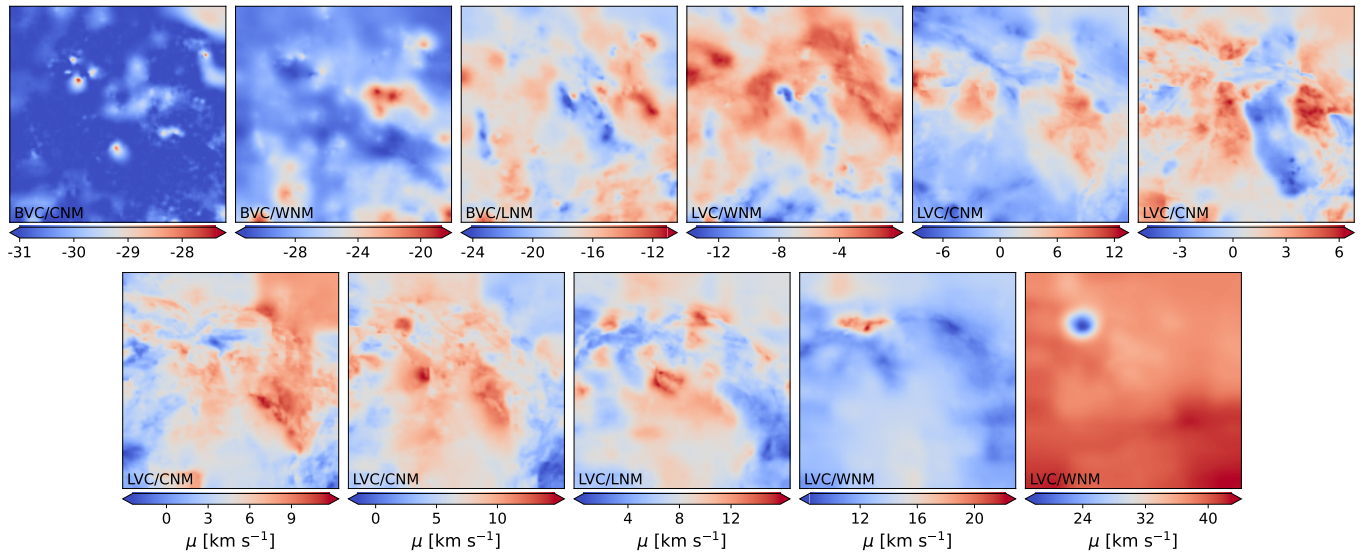 BVC/CNM
BVC/WNM
BVC/LNM
LVC/WNM
LVC/CNM
LVC/CNM
-31 -30 -29 -28
-28 -24 -20
-24 -20 -16 -12
-12 -8 -4
-6 0 6 12
-3 0 3 6
LVC/CNM
LVC/CNM
LVC/LNM
LVC/WNM
LVC/WNM
0 3 6 9
0 5 10
4 8 12
12 16 20
24 32 40
μ [km s⁻¹]
μ [km s⁻¹]
μ [km s⁻¹]
μ [km s⁻¹]
μ [km s⁻¹]